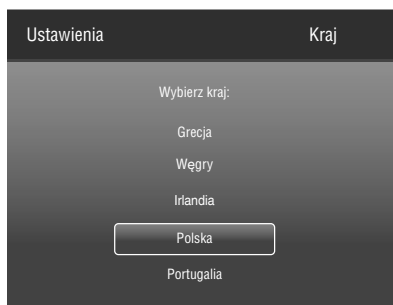 Ustawienia Kraj
Wybierz kraj:
Grecja
Węgry
Irlandia
Polska
Portugalia